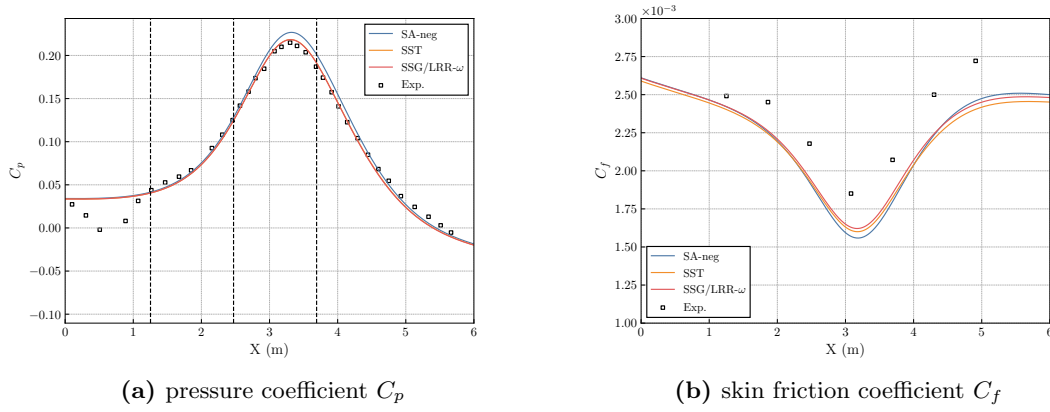 0.20
0.15
0.10
0.05
0.00
−0.05
−0.10
C_p
0 1 2 3 4 5 6
X (m)
SA-neg
SST
SSG/LRR-ω
Exp.
(a) pressure coefficient C_p
×10⁻³
3.00
2.75
2.50
2.25
2.00
1.75
1.50
1.25
1.00
C_f
SA-neg
SST
SSG/LRR-ω
Exp.
0 1 2 3 4 5 6
X (m)
(b) skin friction coefficient C_f